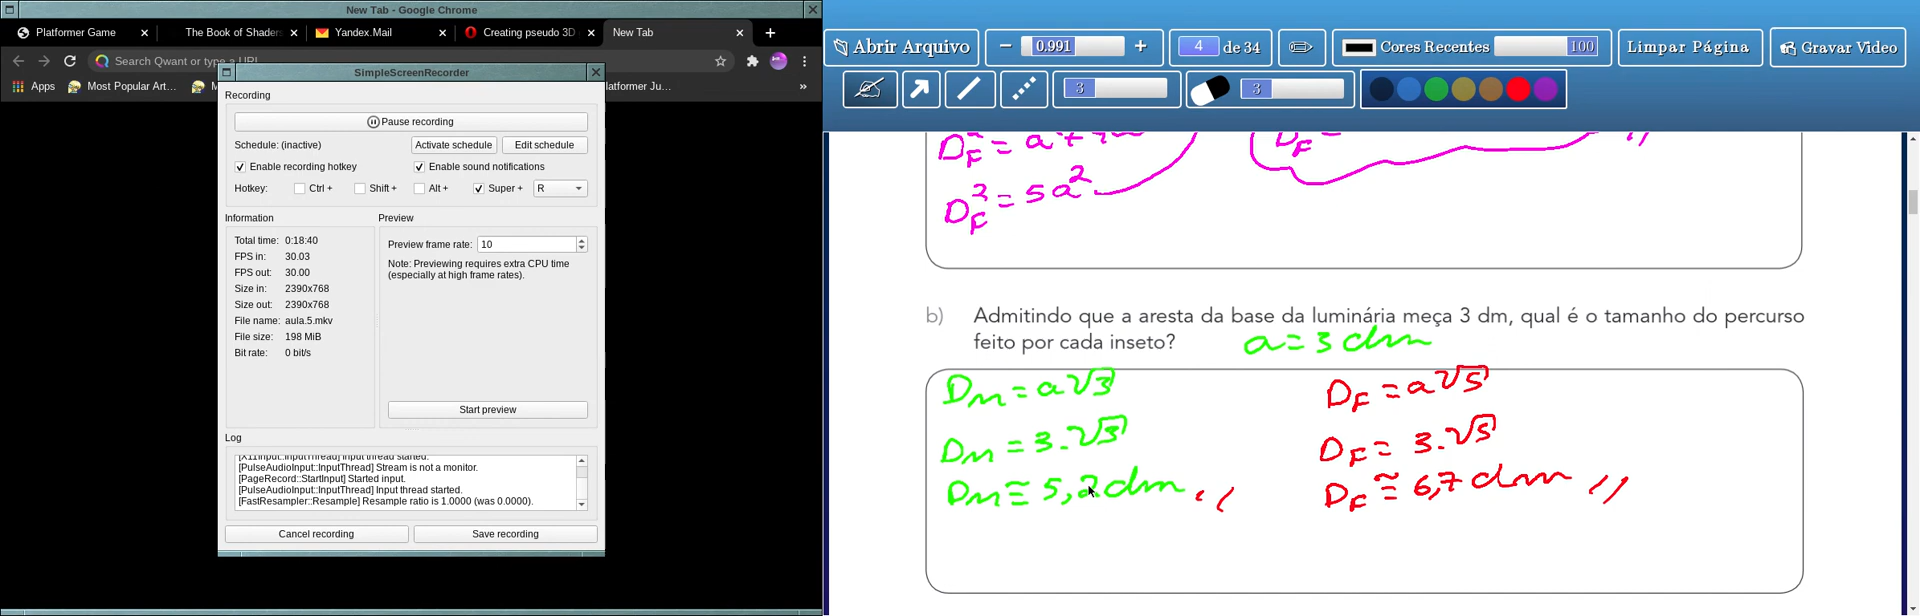 New Tab - Google Chrome
Platformer Game
The Book of Shaders
Yandex.Mail
Creating pseudo 3D
New Tab
Search Qwant or type a URL
Apps
Most Popular Art...
latformer Ju...
»
SimpleScreenRecorder
Recording
Pause recording
Schedule: (inactive)
Activate schedule
Edit schedule
Enable recording hotkey
Enable sound notifications
Hotkey: Ctrl + Shift + Alt + Super + R
Information
Total time: 0:18:40
FPS in: 30.03
FPS out: 30.00
Size in: 2390x768
Size out: 2390x768
File name: aula.5.mkv
File size: 198 MiB
Bit rate: 0 bit/s
Preview
Preview frame rate: 10
Note: Previewing requires extra CPU time
(especially at high frame rates).
Start preview
Log
[X11Input::InputThread] Input thread started.
[PulseAudioInput::InputThread] Stream is not a monitor.
[PageRecord::StartInput] Started input.
[PulseAudioInput::InputThread] Input thread started.
[FastResampler::Resample] Resample ratio is 1.0000 (was 0.0000).
Cancel recording
Save recording
Abrir Arquivo
− 0.991 +
4 de 34
Cores Recentes 100
Limpar Página
Gravar Video
3
3
D_F² = 5a²
b) Admitindo que a aresta da base da luminária meça 3 dm, qual é o tamanho do percurso
feito por cada inseto? a = 3 dm
D_M = a√3
D_M = 3.√3
D_M ≅ 5,2 dm //
D_F = a√5
D_F = 3.√5
D_F ≅ 6,7 dm //